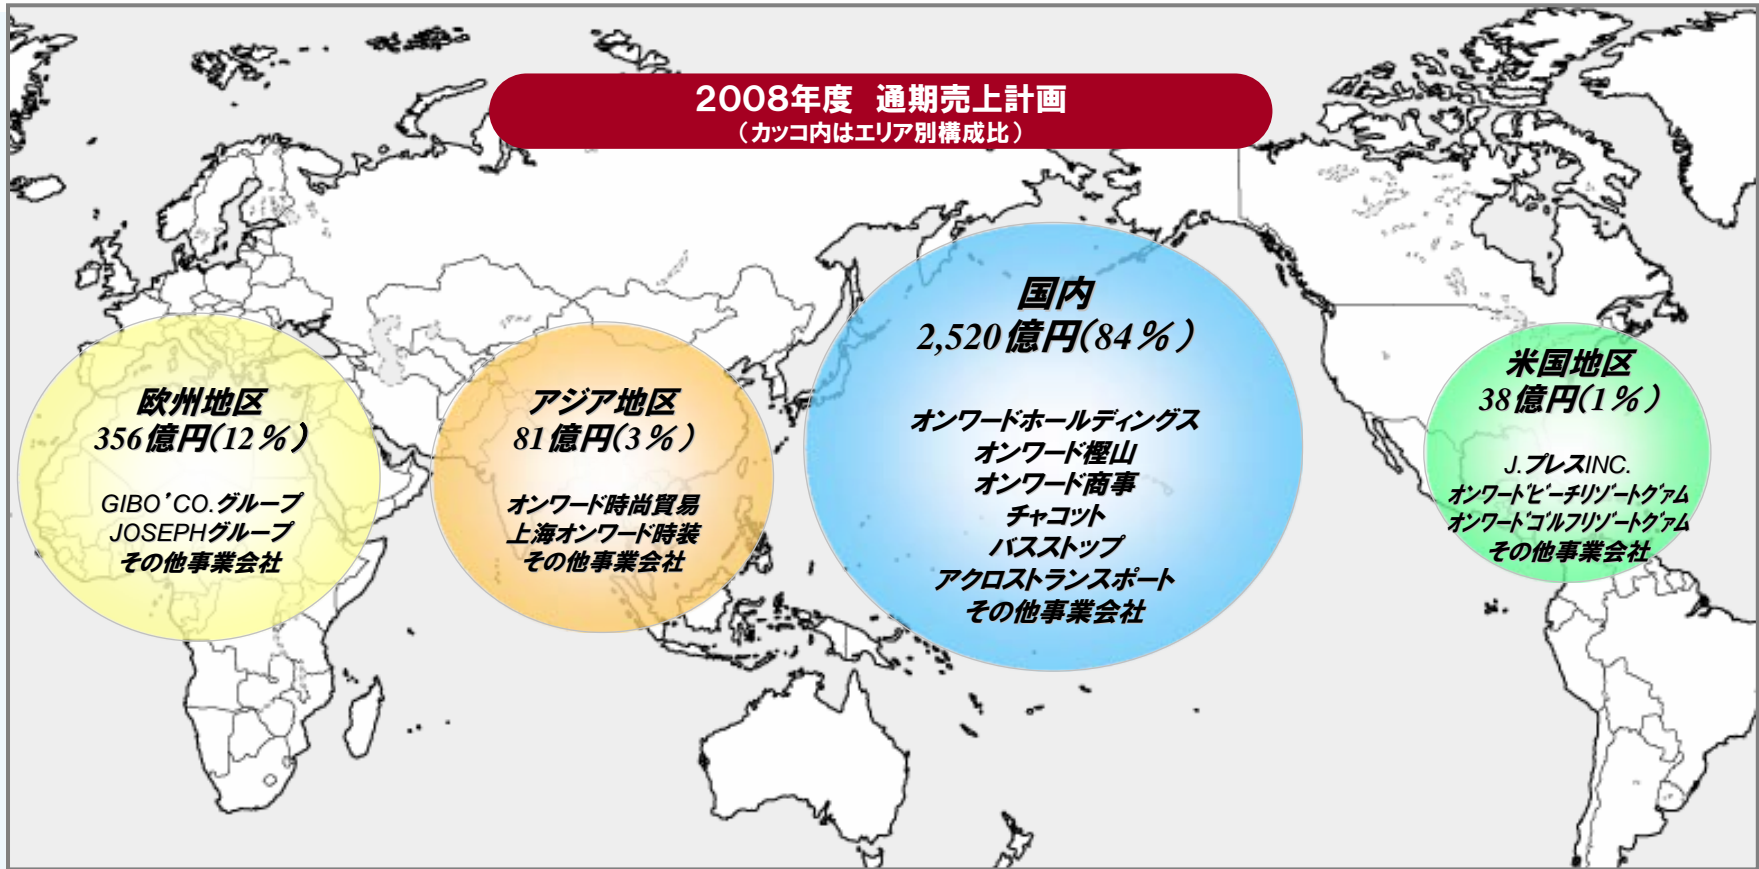 2008年度 通期売上計画
(カッコ内はエリア別構成比)
欧州地区
356億円(12%)
GIBO'CO.グループ
JOSEPHグループ
その他事業会社
アジア地区
81億円(3%)
オンワード時尚貿易
上海オンワード時装
その他事業会社
国内
2,520億円(84%)
オンワードホールディングス
オンワード樫山
オンワード商事
チャコット
バスストップ
アクロストランスポート
その他事業会社
米国地区
38億円(1%)
J.プレスINC.
オンワードビーチリゾートグアム
オンワードゴルフリゾートグアム
その他事業会社